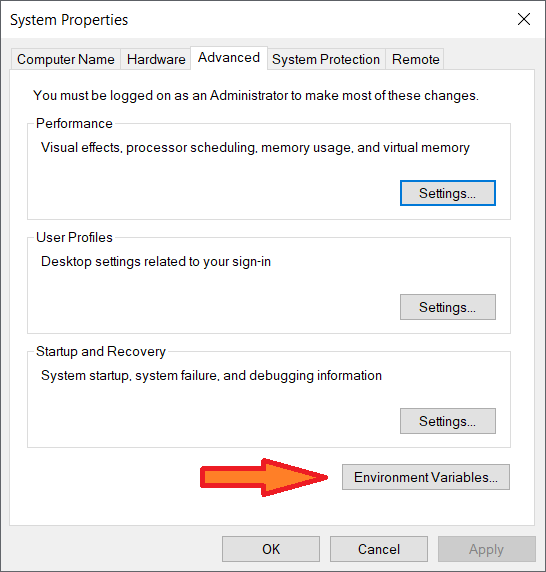 System Properties
Computer Name Hardware Advanced System Protection Remote
You must be logged on as an Administrator to make most of these changes.
Performance
Visual effects, processor scheduling, memory usage, and virtual memory
Settings...
User Profiles
Desktop settings related to your sign-in
Settings...
Startup and Recovery
System startup, system failure, and debugging information
Settings...
Environment Variables...
OK Cancel Apply